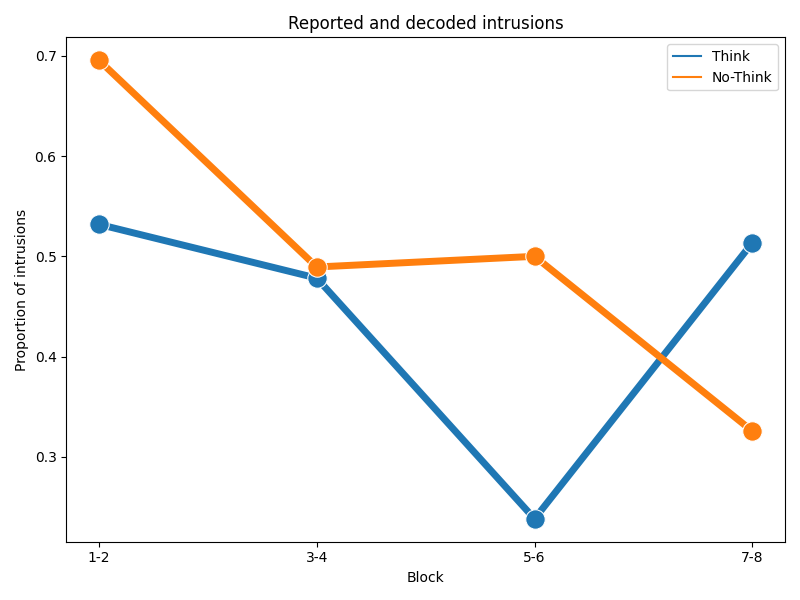 Reported and decoded intrusions
Think
No-Think
0.7
0.6
0.5
0.4
0.3
Proportion of intrusions
1-2
3-4
5-6
7-8
Block